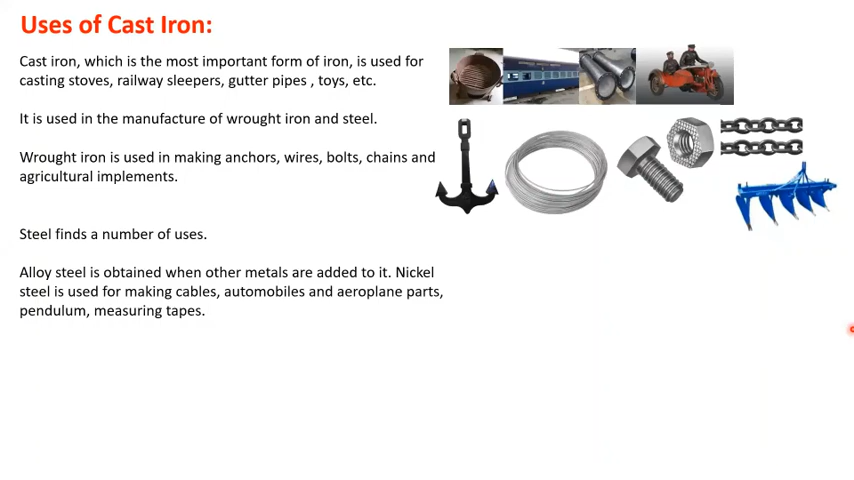 Uses of Cast Iron:
Cast iron, which is the most important form of iron, is used for
casting stoves, railway sleepers, gutter pipes , toys, etc.
It is used in the manufacture of wrought iron and steel.
Wrought iron is used in making anchors, wires, bolts, chains and
agricultural implements.
Steel finds a number of uses.
Alloy steel is obtained when other metals are added to it. Nickel
steel is used for making cables, automobiles and aeroplane parts,
pendulum, measuring tapes.